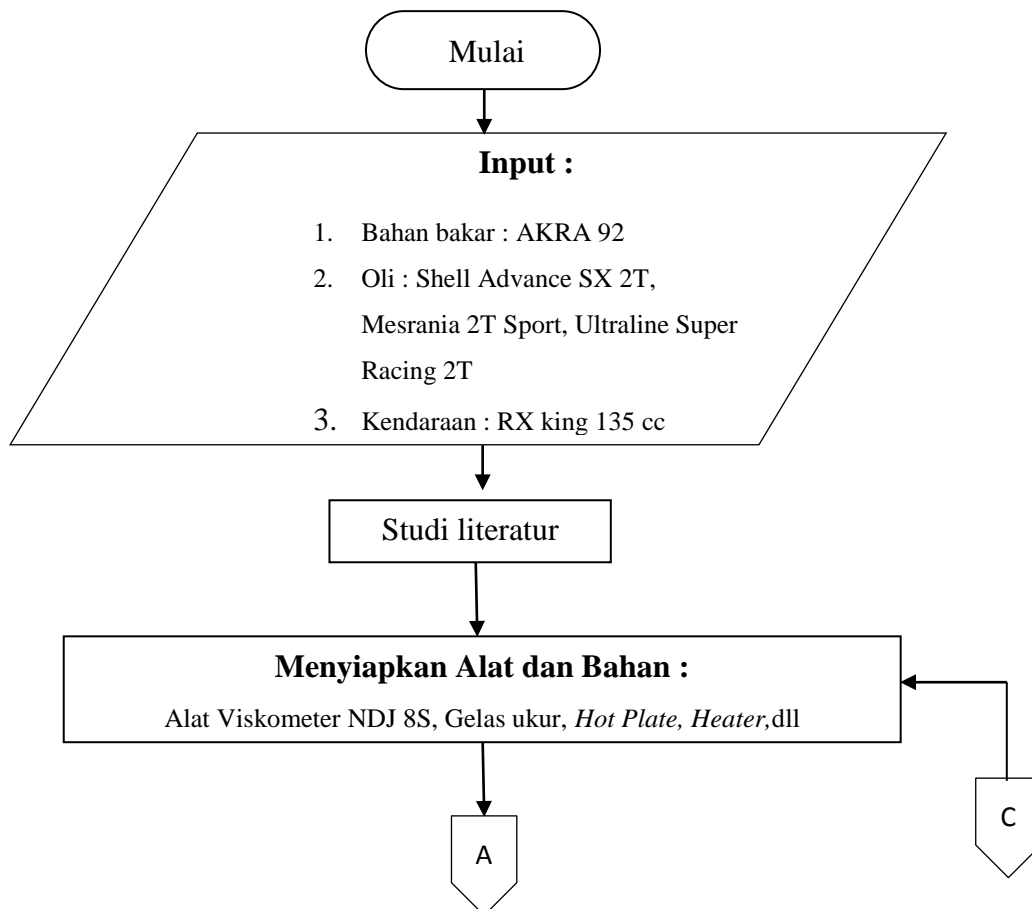 Mulai
Input :
1. Bahan bakar : AKRA 92
2. Oli : Shell Advance SX 2T,
Mesrania 2T Sport, Ultraline Super
Racing 2T
3. Kendaraan : RX king 135 cc
Studi literatur
Menyiapkan Alat dan Bahan :
Alat Viskometer NDJ 8S, Gelas ukur, Hot Plate, Heater,dll
C
A